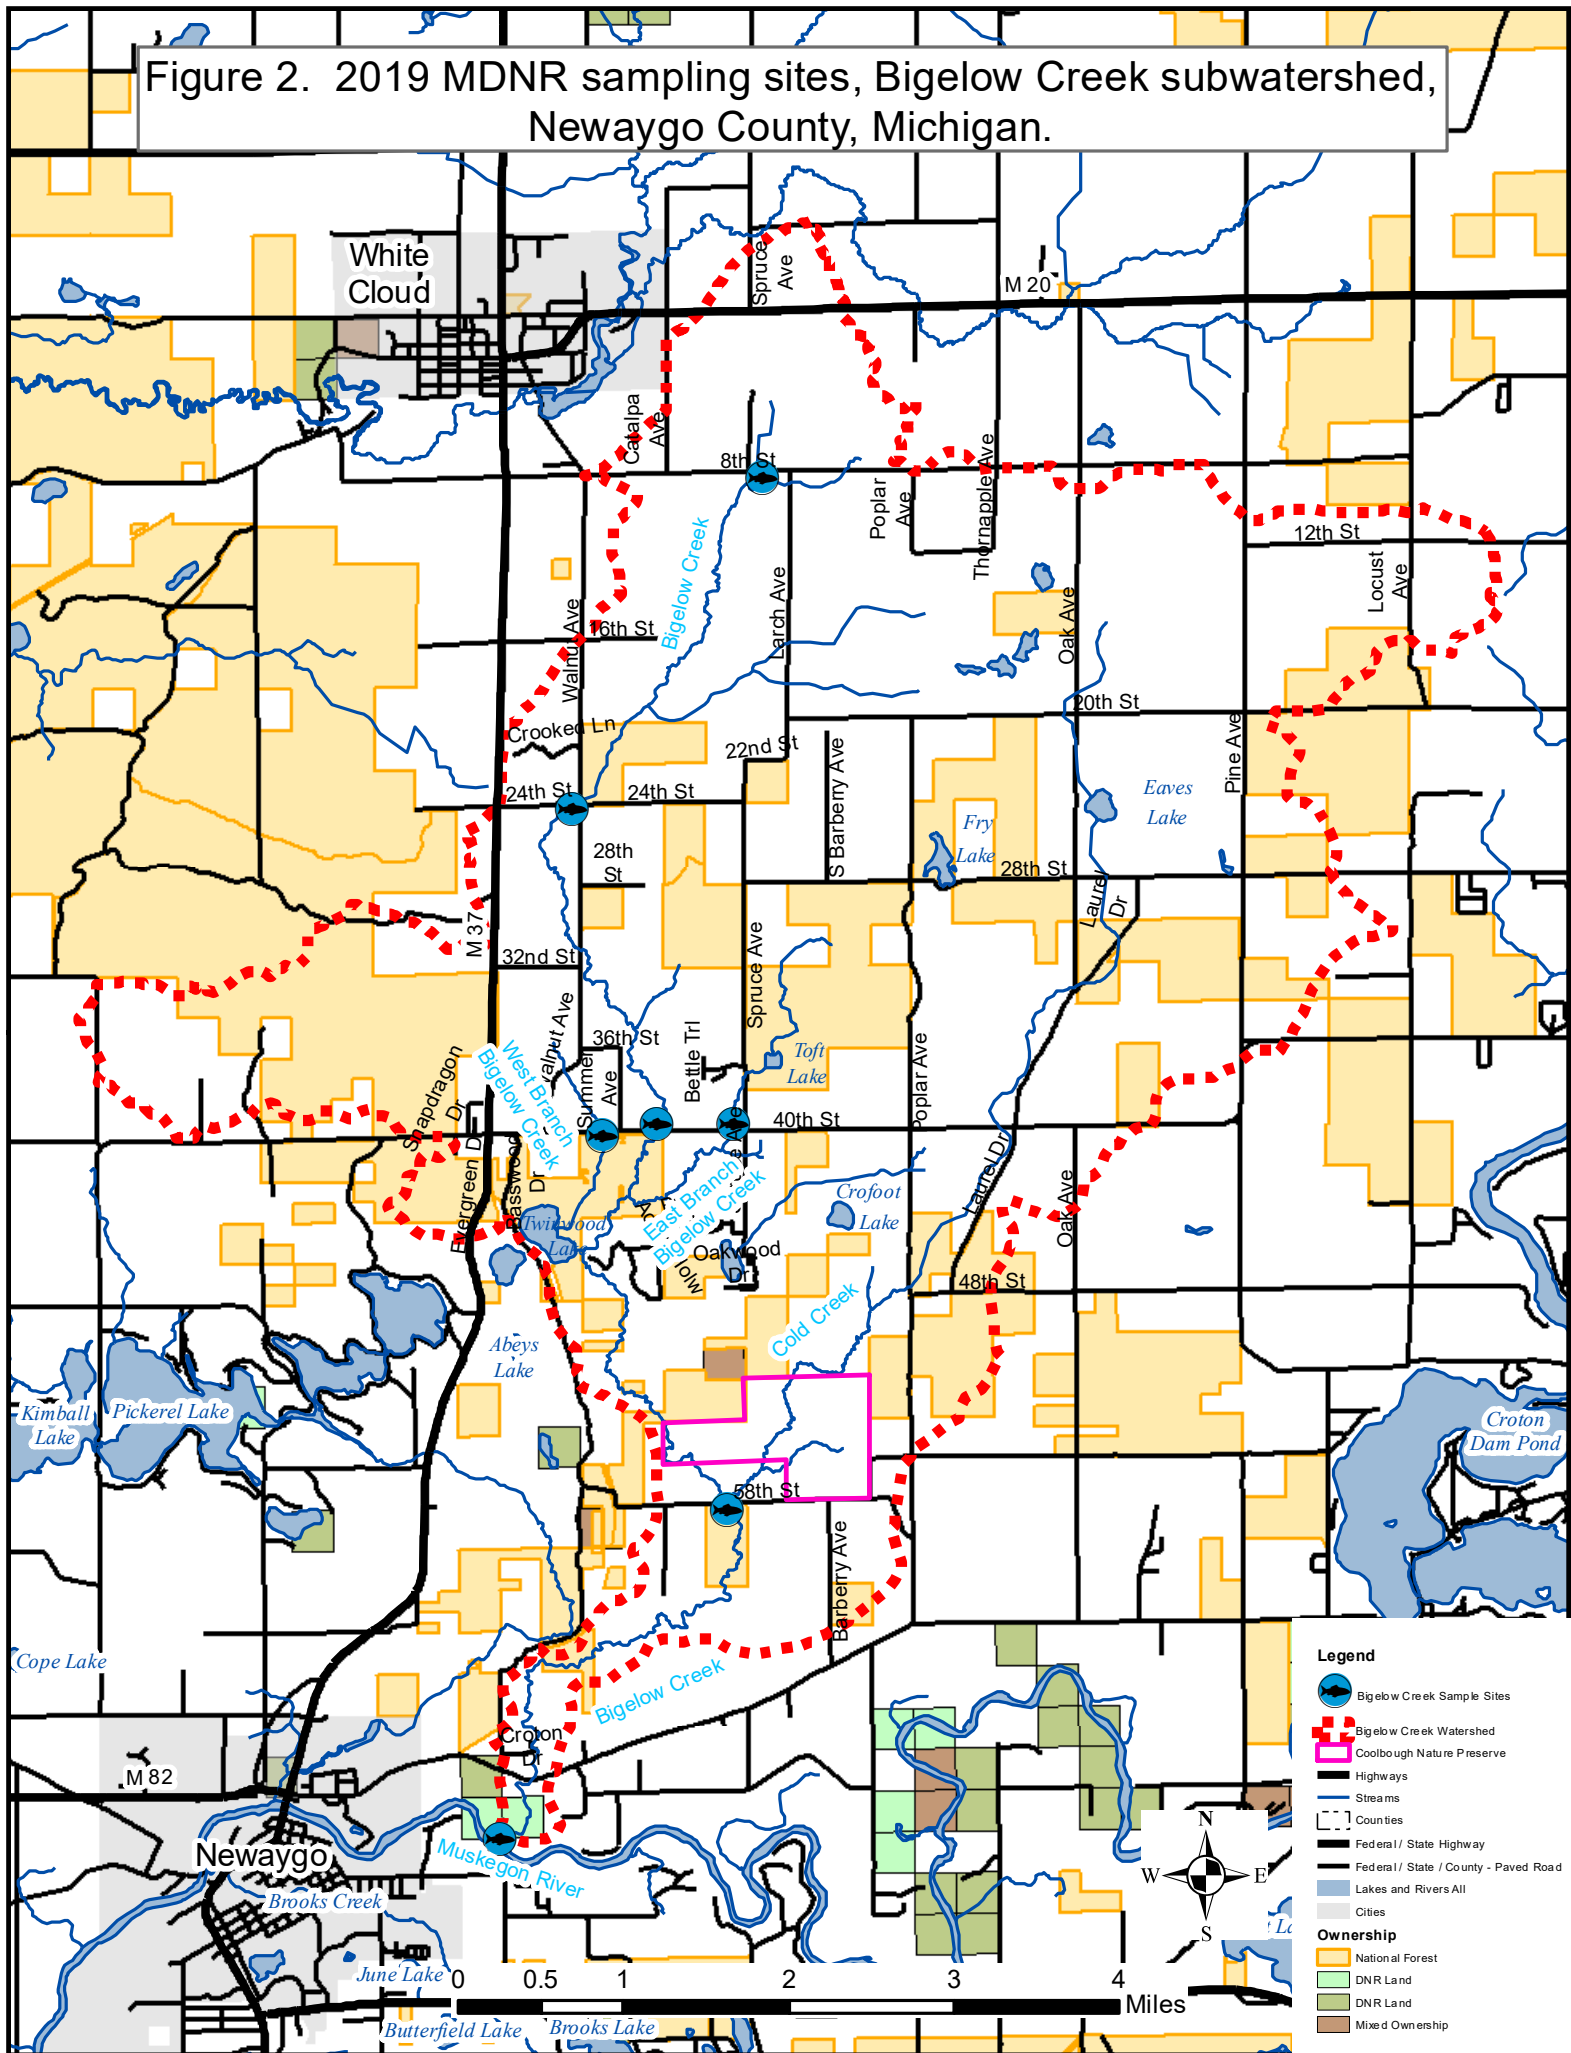 Figure 2. 2019 MDNR sampling sites, Bigelow Creek subwatershed,
Newaygo County, Michigan.
White
Cloud
Spruce
Ave
M 20
Catalpa
Ave
8th St
Poplar
Ave
Thornapple Ave
12th St
Locust
Ave
Bigelow Creek
Larch Ave
Oak Ave
Walnut Ave
16th St
20th St
Crooked Ln
22nd St
S Barberry Ave
Pine Ave
24th St
24th St
Eaves
Lake
Fry
Lake
28th
St
28th St
Laurel
Dr
M 37
32nd St
Spruce Ave
Walnut Ave
36th St
Summer
Ave
Bettle Trl
Toft
Lake
Poplar Ave
West Branch
Bigelow Creek
Snapdragon
Dr
40th St
Evergreen Dr
Basswood
Dr
East Branch
Bigelow Creek
Laurel Dr
Oak Ave
Crofoot
Lake
Twinwood
Lake
Oakwood
Dr
48th St
Cold Creek
Abeys
Lake
Kimball
Lake
Pickerel Lake
Croton
Dam Pond
58th St
Barberry Ave
Cope Lake
Bigelow Creek
Croton
Dr
M 82
Newaygo
Muskegon River
Brooks Creek
June Lake
Butterfield Lake
Brooks Lake
0 0.5 1 2 3 4
Miles
N
W E
S
Legend
Bigelow Creek Sample Sites
Bigelow Creek Watershed
Coolbough Nature Preserve
Highways
Streams
Counties
Federal / State Highway
Federal / State / County - Paved Road
Lakes and Rivers All
Cities
Ownership
National Forest
DNR Land
DNR Land
Mixed Ownership